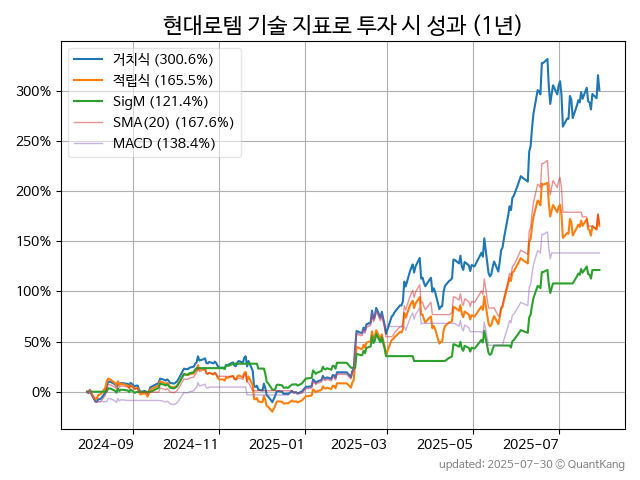 현대로템 기술 지표로 투자 시 성과 (1년)
거치식 (300.6%)
적립식 (165.5%)
SigM (121.4%)
SMA(20) (167.6%)
MACD (138.4%)
300%
250%
200%
150%
100%
50%
0%
2024-09 2024-11 2025-01 2025-03 2025-05 2025-07
updated: 2025-07-30 © QuantKang